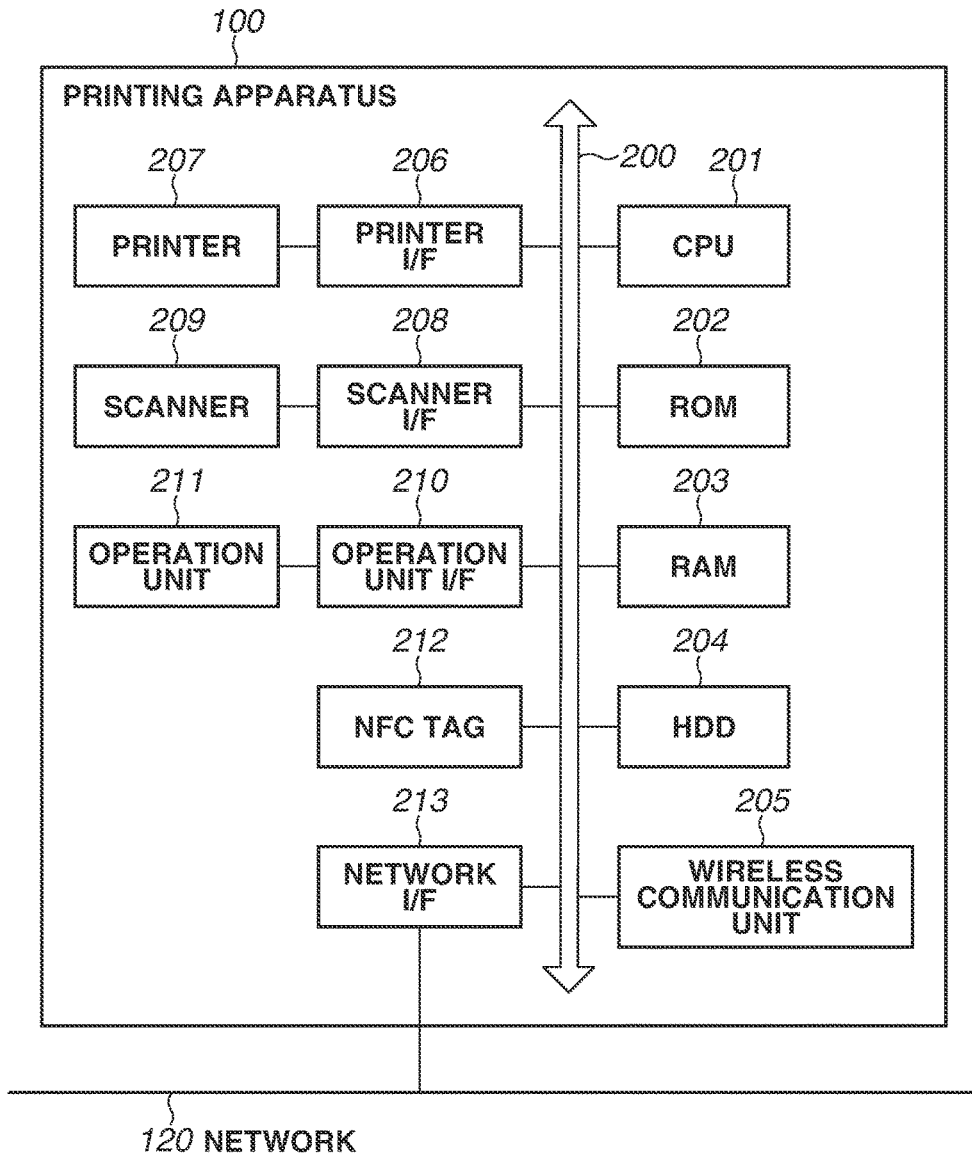 100
PRINTING APPARATUS
207
206
200
201
PRINTER
PRINTER
I/F
CPU
209
208
202
SCANNER
SCANNER
I/F
ROM
211
210
203
OPERATION
UNIT
OPERATION
UNIT I/F
RAM
212
204
NFC TAG
HDD
213
205
NETWORK
I/F
WIRELESS
COMMUNICATION
UNIT
120 NETWORK